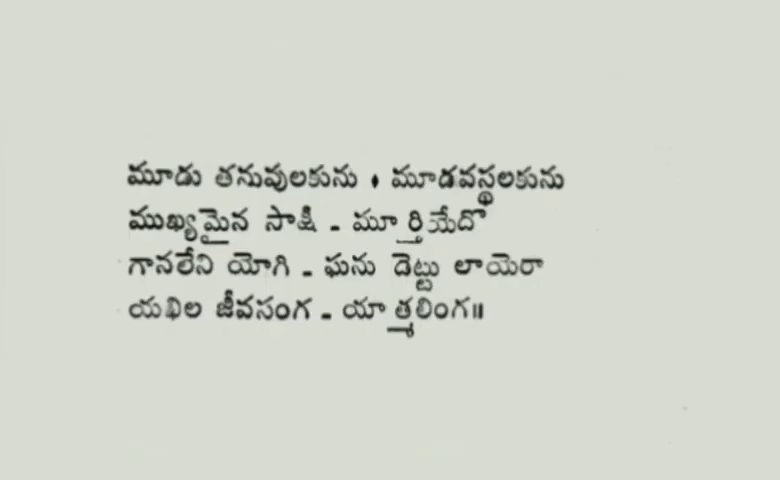 మూడు తనువులకును • మూడవస్థలకును
ముఖ్యమైన సాక్షీ - మూర్తియేదొ
గానలేని యోగి - ఘను డెట్టు లాయెరా
యఖిల జీవసంగ - యాత్మలింగ॥